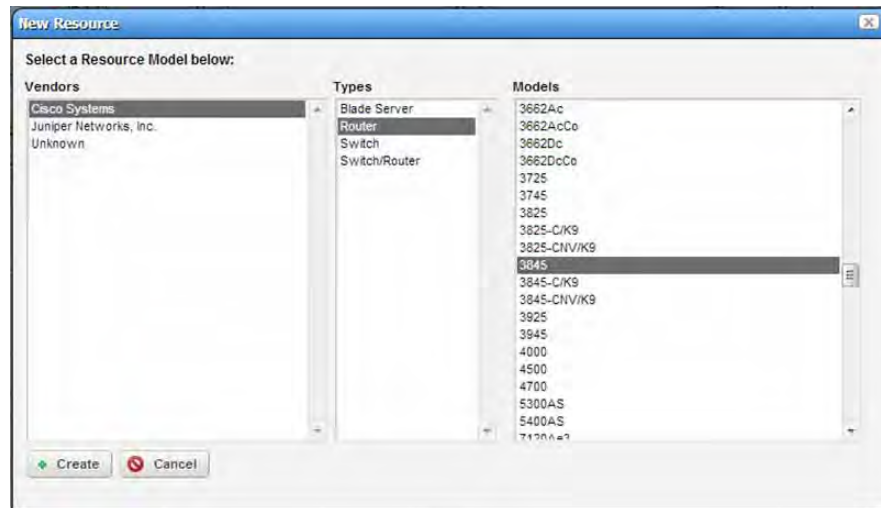 New Resource
Select a Resource Model below:
Vendors
Cisco Systems
Juniper Networks, Inc.
Unknown
Types
Blade Server
Router
Switch
Switch/Router
Models
3662Ac
3662AcCo
3662Dc
3662DcCo
3725
3745
3825
3825-C/K9
3825-CNV/K9
3845
3845-C/K9
3845-CNV/K9
3925
3945
4000
4500
4700
5300AS
5400AS
Create
Cancel